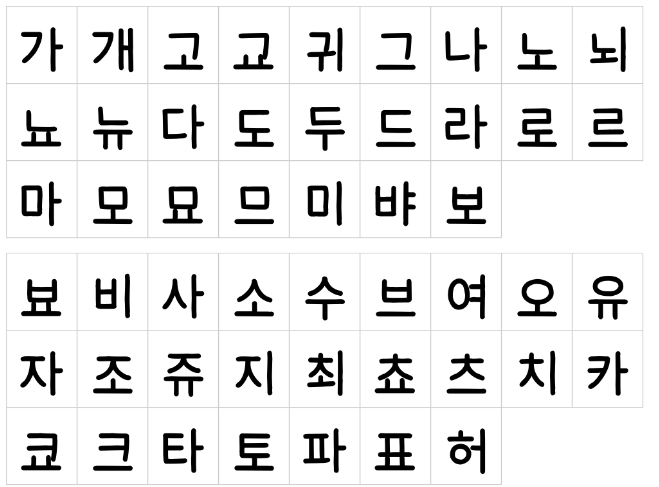 가 개 고 교 귀 그 나 노 뇌
뇨 뉴 다 도 두 드 라 로 르
마 모 묘 므 미 뱌 보
뵤 비 사 소 수 브 여 오 유
자 조 쥬 지 최 쵸 츠 치 카
쿄 크 타 토 파 표 허